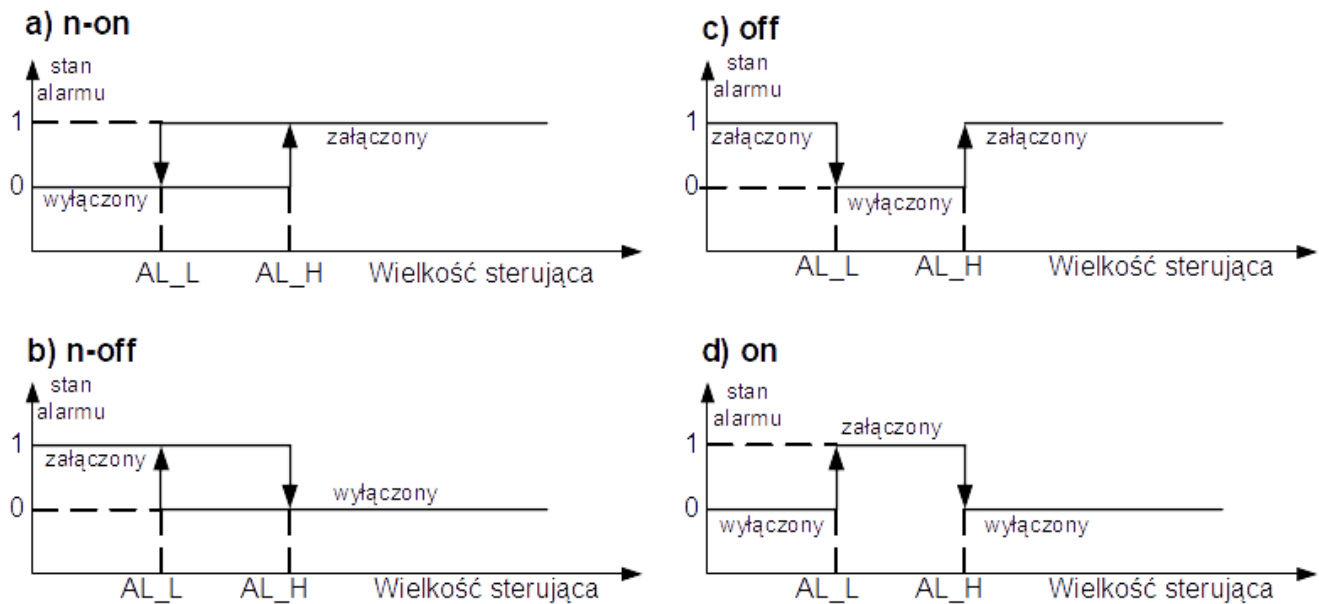 a) n-on
stan
alarmu
1
załączony
0
wyłączony
AL_L
AL_H
Wielkość sterująca
c) off
stan
alarmu
1
załączony
załączony
0
wyłączony
AL_L
AL_H
Wielkość sterująca
b) n-off
stan
alarmu
1
załączony
wyłączony
0
AL_L
AL_H
Wielkość sterująca
d) on
stan
alarmu
załączony
1
0
wyłączony
wyłączony
AL_L
AL_H
Wielkość sterująca